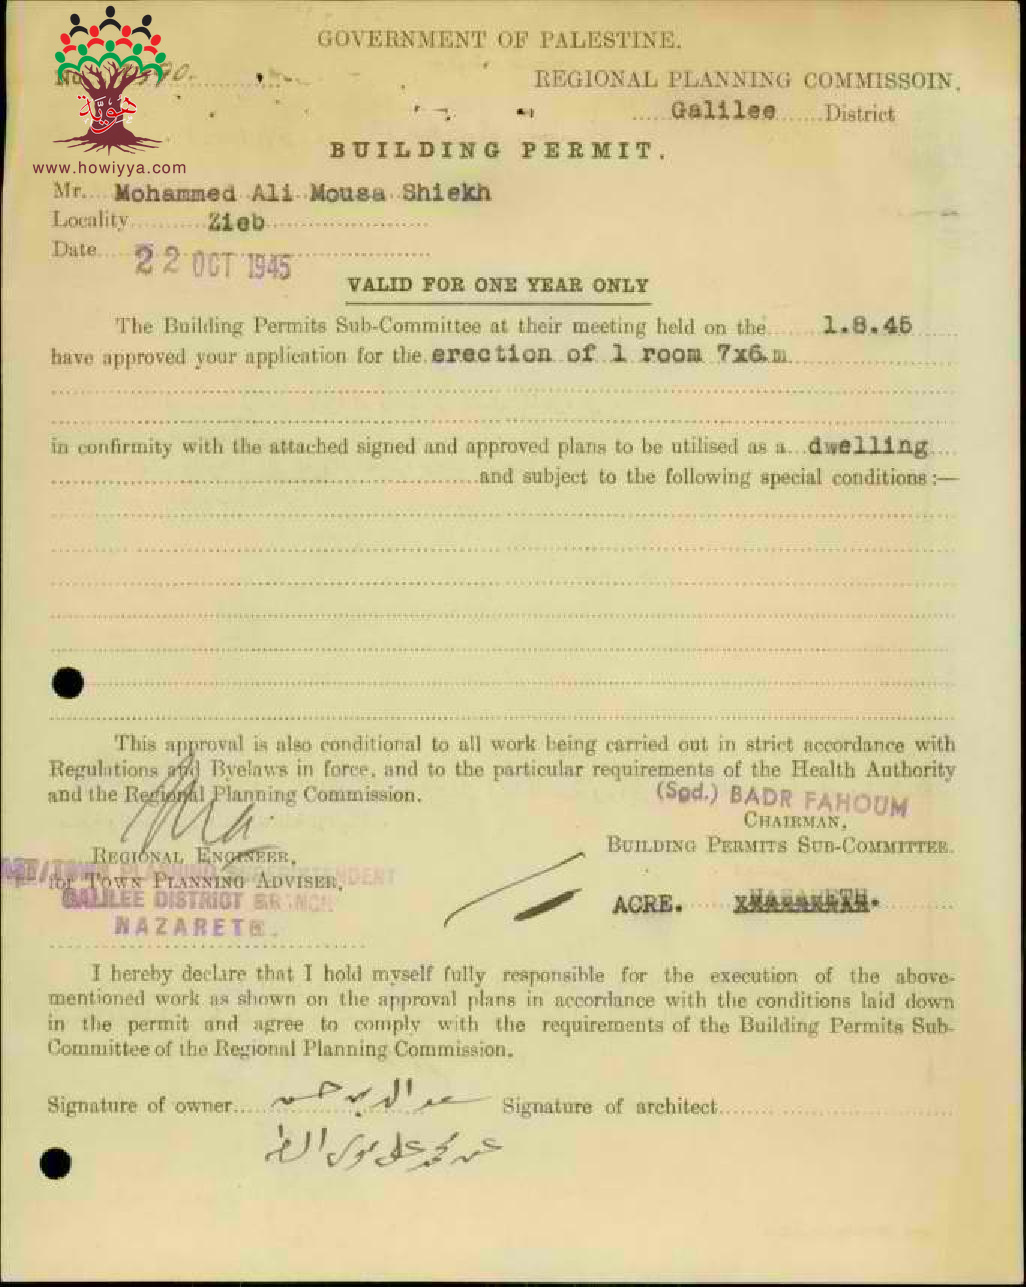 GOVERNMENT OF PALESTINE.
No
REGIONAL PLANNING COMMISSOIN.
Galilee District
هوية
www.howiyya.com
BUILDING PERMIT.
Mr. Mohammed Ali Mousa Shiekh
Locality Zieb
Date 22 OCT 1945
VALID FOR ONE YEAR ONLY
The Building Permits Sub-Committee at their meeting held on the 1.8.45
have approved your application for the erection of 1 room 7x6.m
in confirmity with the attached signed and approved plans to be utilised as a dwelling
and subject to the following special conditions :—
This approval is also conditional to all work being carried out in strict accordance with
Regulations and Byelaws in force, and to the particular requirements of the Health Authority
and the Regional Planning Commission.
(Sgd.) BADR FAHOUM
CHAIRMAN,
BUILDING PERMITS SUB-COMMITTEE.
REGIONAL ENGINEER,
for TOWN PLANNING ADVISER,
GALILEE DISTRICT BRANCH
NAZARETH.
ACRE. NAZARETH.
I hereby declare that I hold myself fully responsible for the execution of the above-
mentioned work as shown on the approval plans in accordance with the conditions laid down
in the permit and agree to comply with the requirements of the Building Permits Sub-
Committee of the Regional Planning Commission.
Signature of owner
Signature of architect
عن محمد علي موسى الشيخ